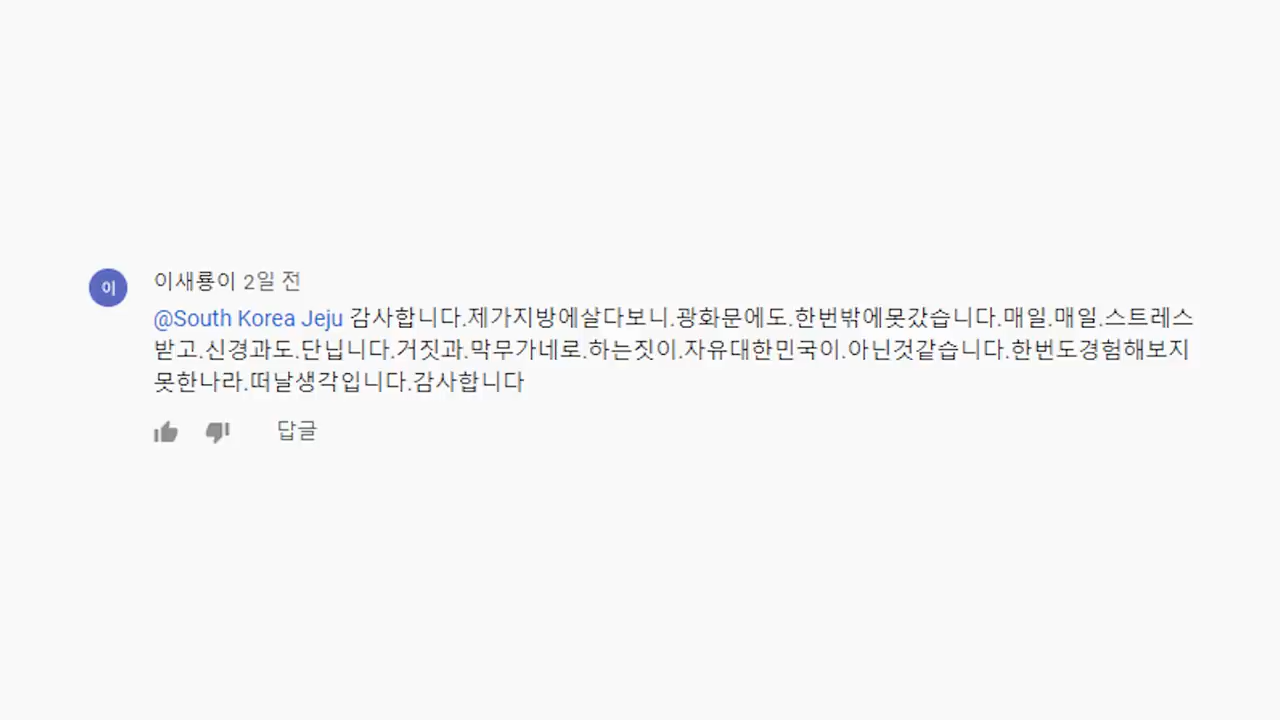 이
이새룡이 2일 전
@South Korea Jeju 감사합니다.제가지방에살다보니.광화문에도.한번밖에못갔습니다.매일.매일.스트레스
받고.신경과도.단닙니다.거짓과.막무가네로.하는짓이.자유대한민국이.아닌것같습니다.한번도경험해보지
못한나라.떠날생각입니다.감사합니다
답글